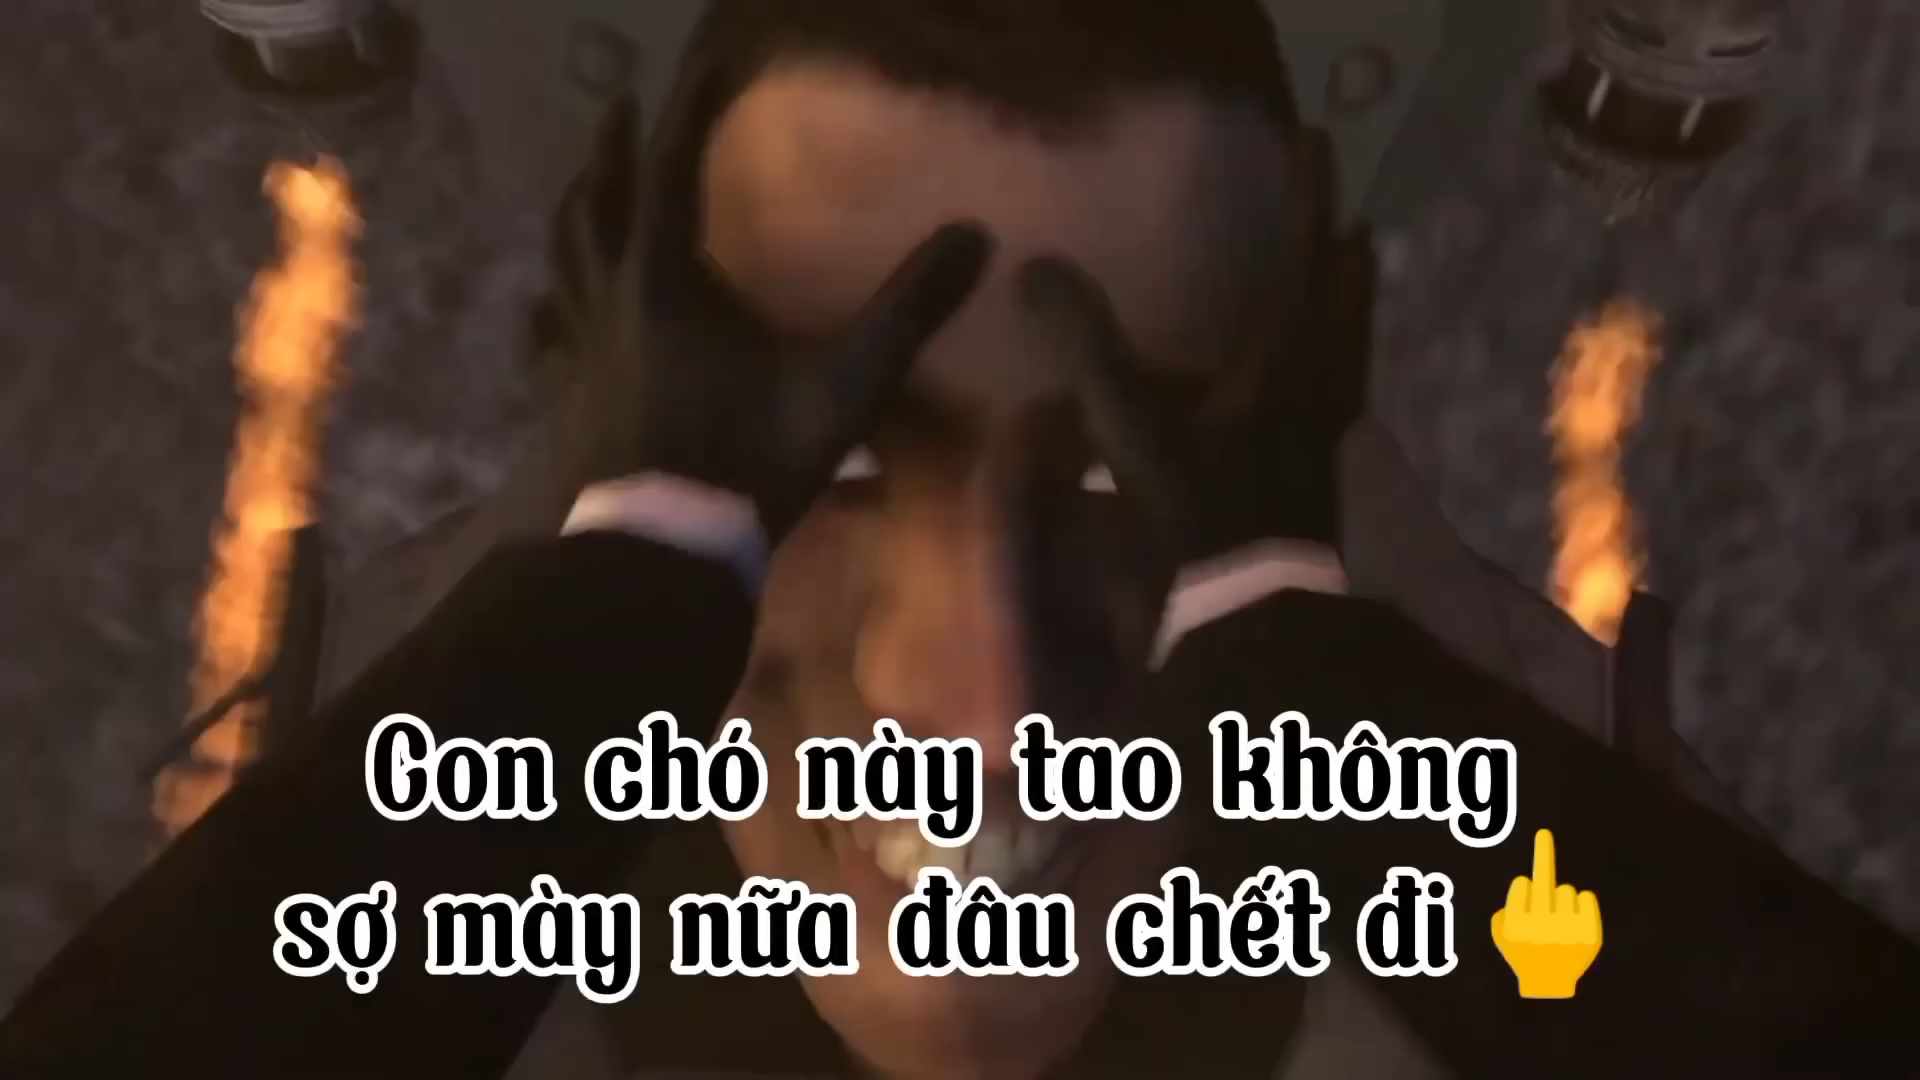 Con chó này tao không
sợ mày nữa đâu chết đi🖕